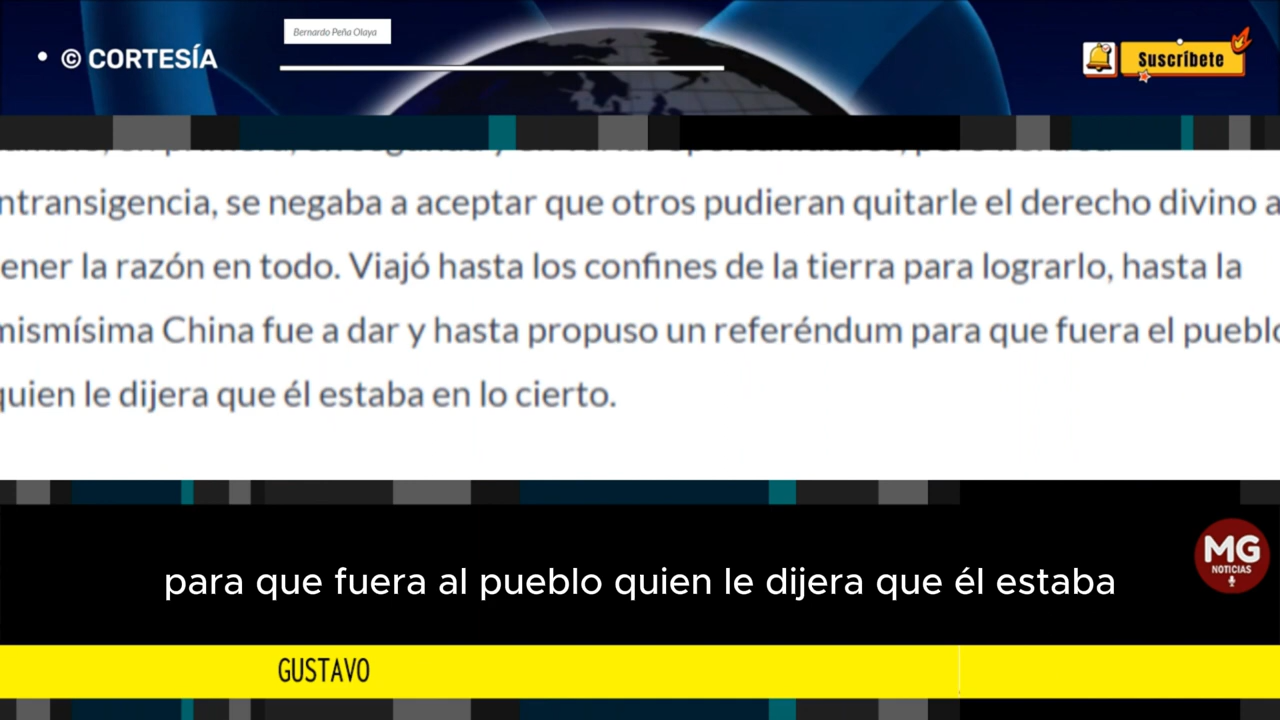 Bernardo Peña Olaya
• © CORTESÍA
Suscríbete
ntransigencia, se negaba a aceptar que otros pudieran quitarle el derecho divino a
ener la razón en todo. Viajó hasta los confines de la tierra para lograrlo, hasta la
mismísima China fue a dar y hasta propuso un referéndum para que fuera el pueblo
quien le dijera que él estaba en lo cierto.
MG
NOTICIAS
para que fuera al pueblo quien le dijera que él estaba
GUSTAVO